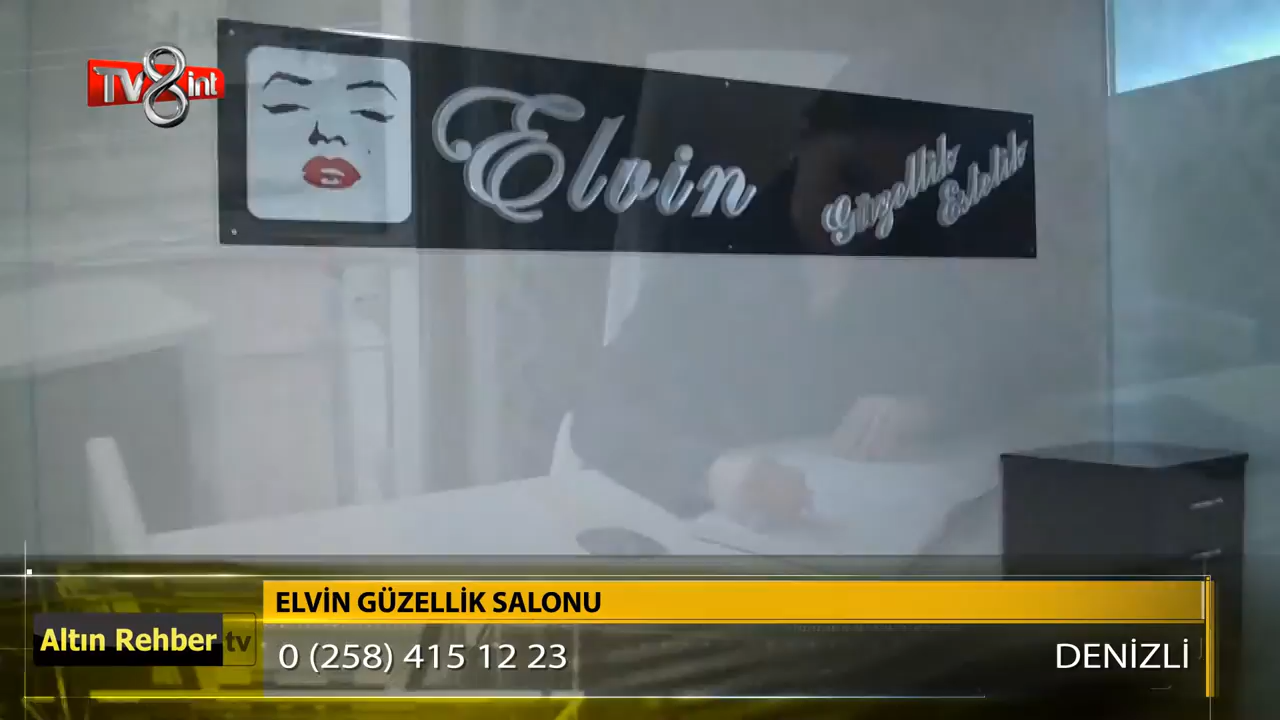 TV8int
Elvin
Güzellik
Estetik
ELVİN GÜZELLİK SALONU
Altın Rehber tv
0 (258) 415 12 23
DENİZLİ